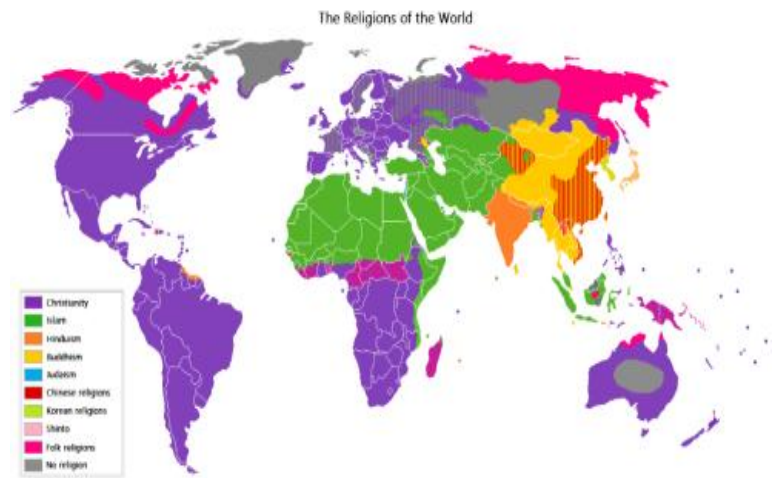 The Religions of the World
Christianity
Islam
Hinduism
Buddhism
Judaism
Chinese religions
Korean religions
Shinto
Folk religions
No religion